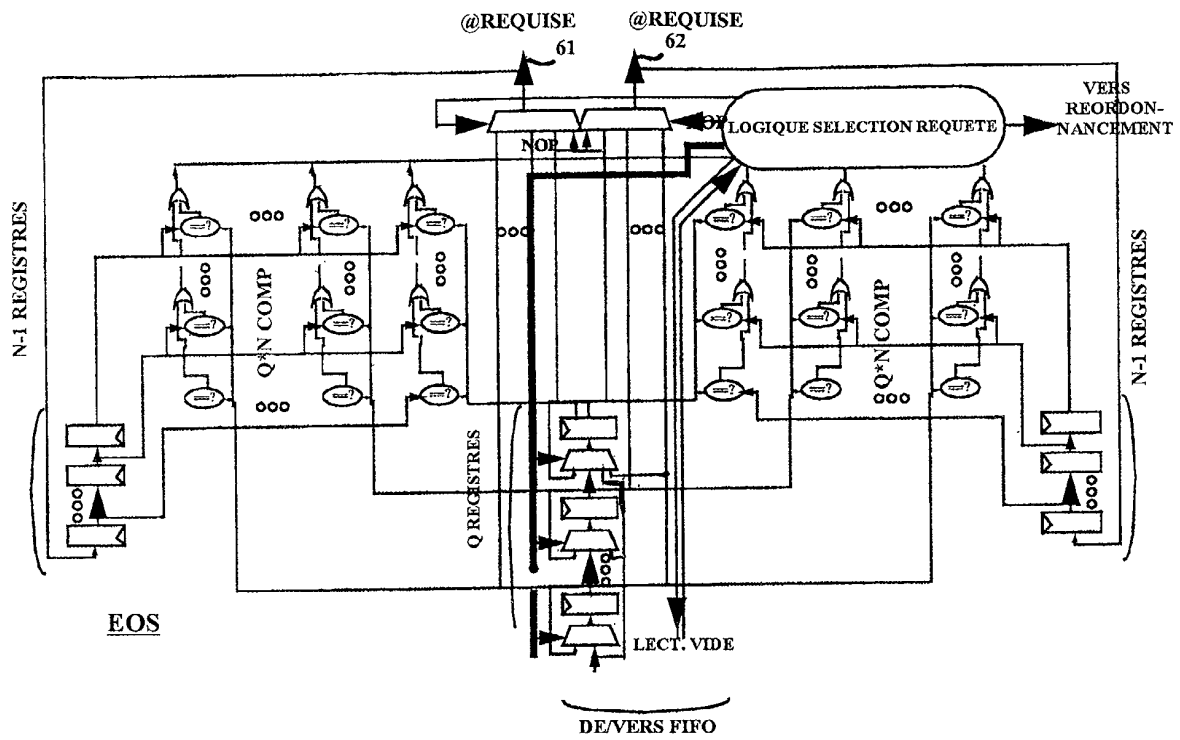 @REQUISE
61
@REQUISE
62
VERS
REORDON-
NANCEMENT
LOGIQUE SELECTION REQUETE
NOP
N-1 REGISTRES
==?
==?
==?
==?
==?
==?
Q*N COMP
Q*N COMP
==?
==?
==?
==?
==?
==?
==?
==?
==?
==?
==?
==?
N-1 REGISTRES
Q REGISTRES
EOS
LECT. VIDE
DE/VERS FIFO